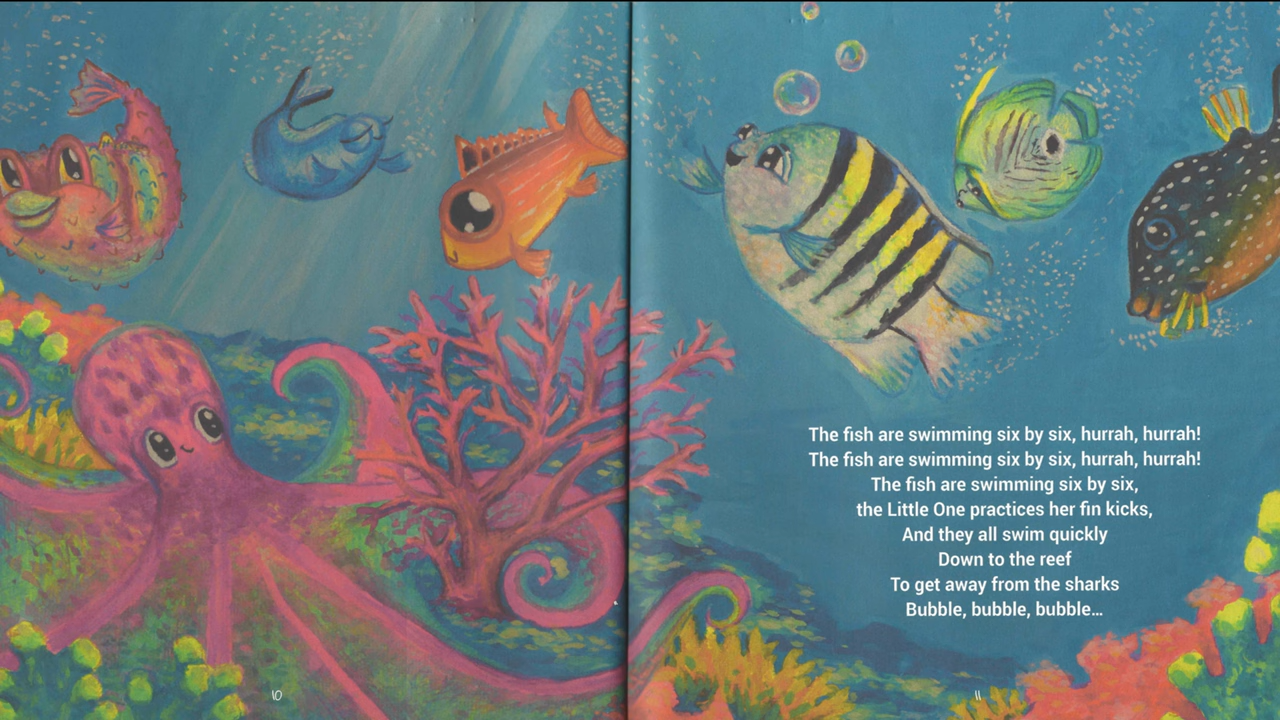 The fish are swimming six by six, hurrah, hurrah!
The fish are swimming six by six, hurrah, hurrah!
The fish are swimming six by six,
the Little One practices her fin kicks,
And they all swim quickly
Down to the reef
To get away from the sharks
Bubble, bubble, bubble…
10
11